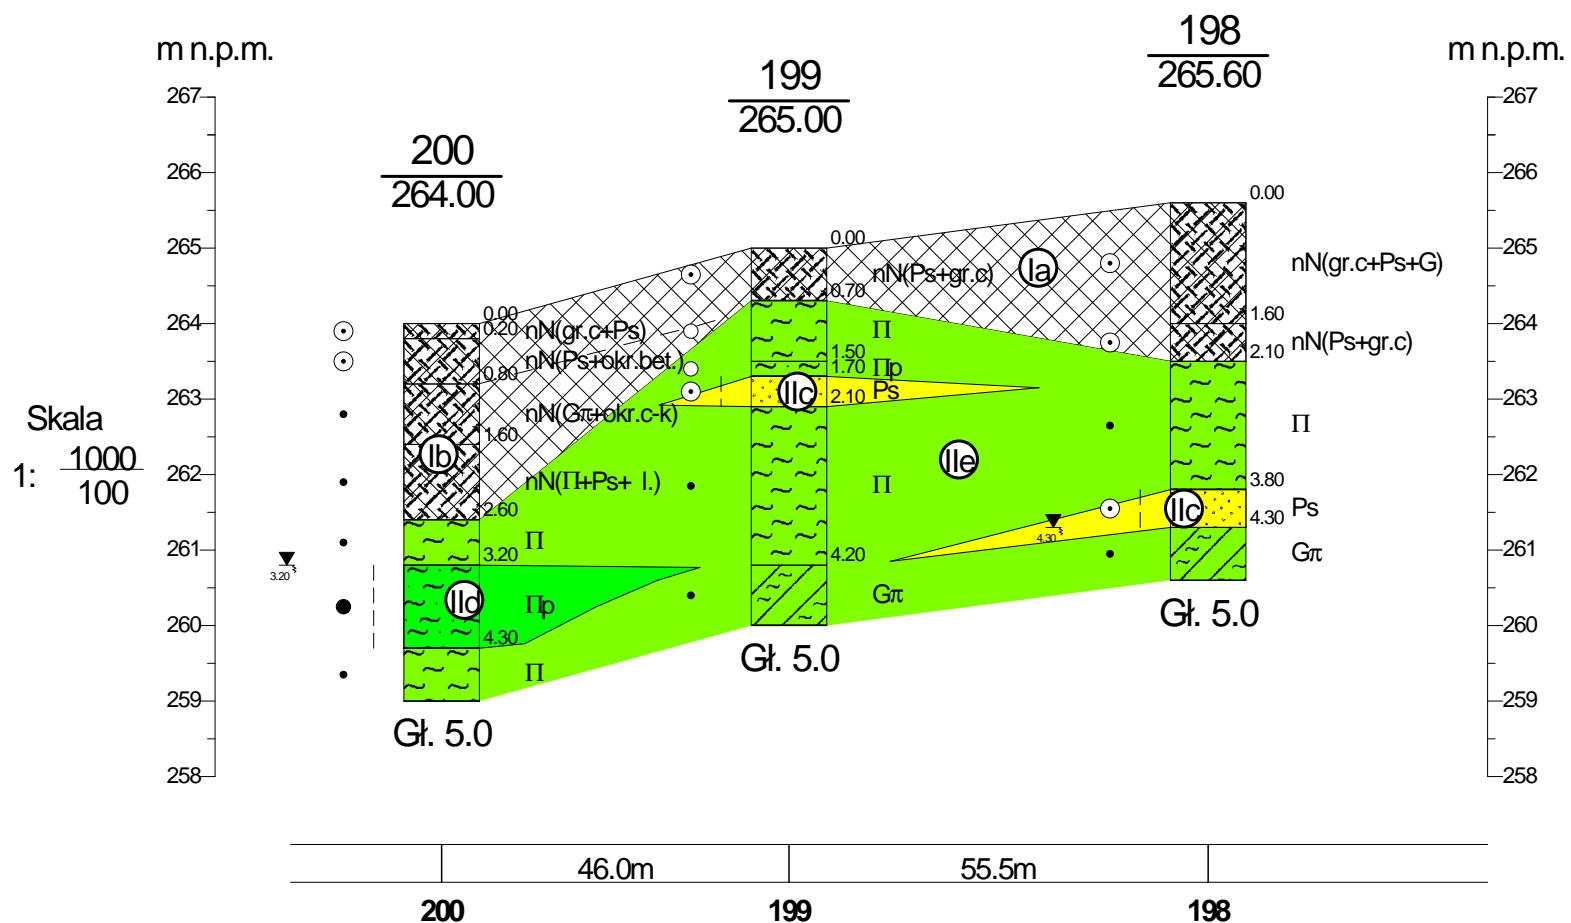 m n.p.m.
m n.p.m.
200
264.00
199
265.00
198
265.60
267
266
265
264
263
262
261
260
259
258
267
266
265
264
263
262
261
260
259
258
Skala
1: 1000
100
3.20
0.00
0.20
0.80
1.60
2.60
3.20
4.30
nN(gr.c+Ps)
nN(Ps+okr.bet.)
nN(Gπ+okr.c-k)
nN(Π+Ps+ l.)
Π
Πp
Π
Ib
IId
Gł. 5.0
0.00
0.70
1.50
1.70
2.10
4.20
nN(Ps+gr.c)
Π
Πp
Ps
Π
Gπ
IIc
Gł. 5.0
Ia
IIe
4.30
0.00
1.60
2.10
3.80
4.30
nN(gr.c+Ps+G)
nN(Ps+gr.c)
Π
Ps
Gπ
IIc
Gł. 5.0
46.0m
55.5m
200
199
198